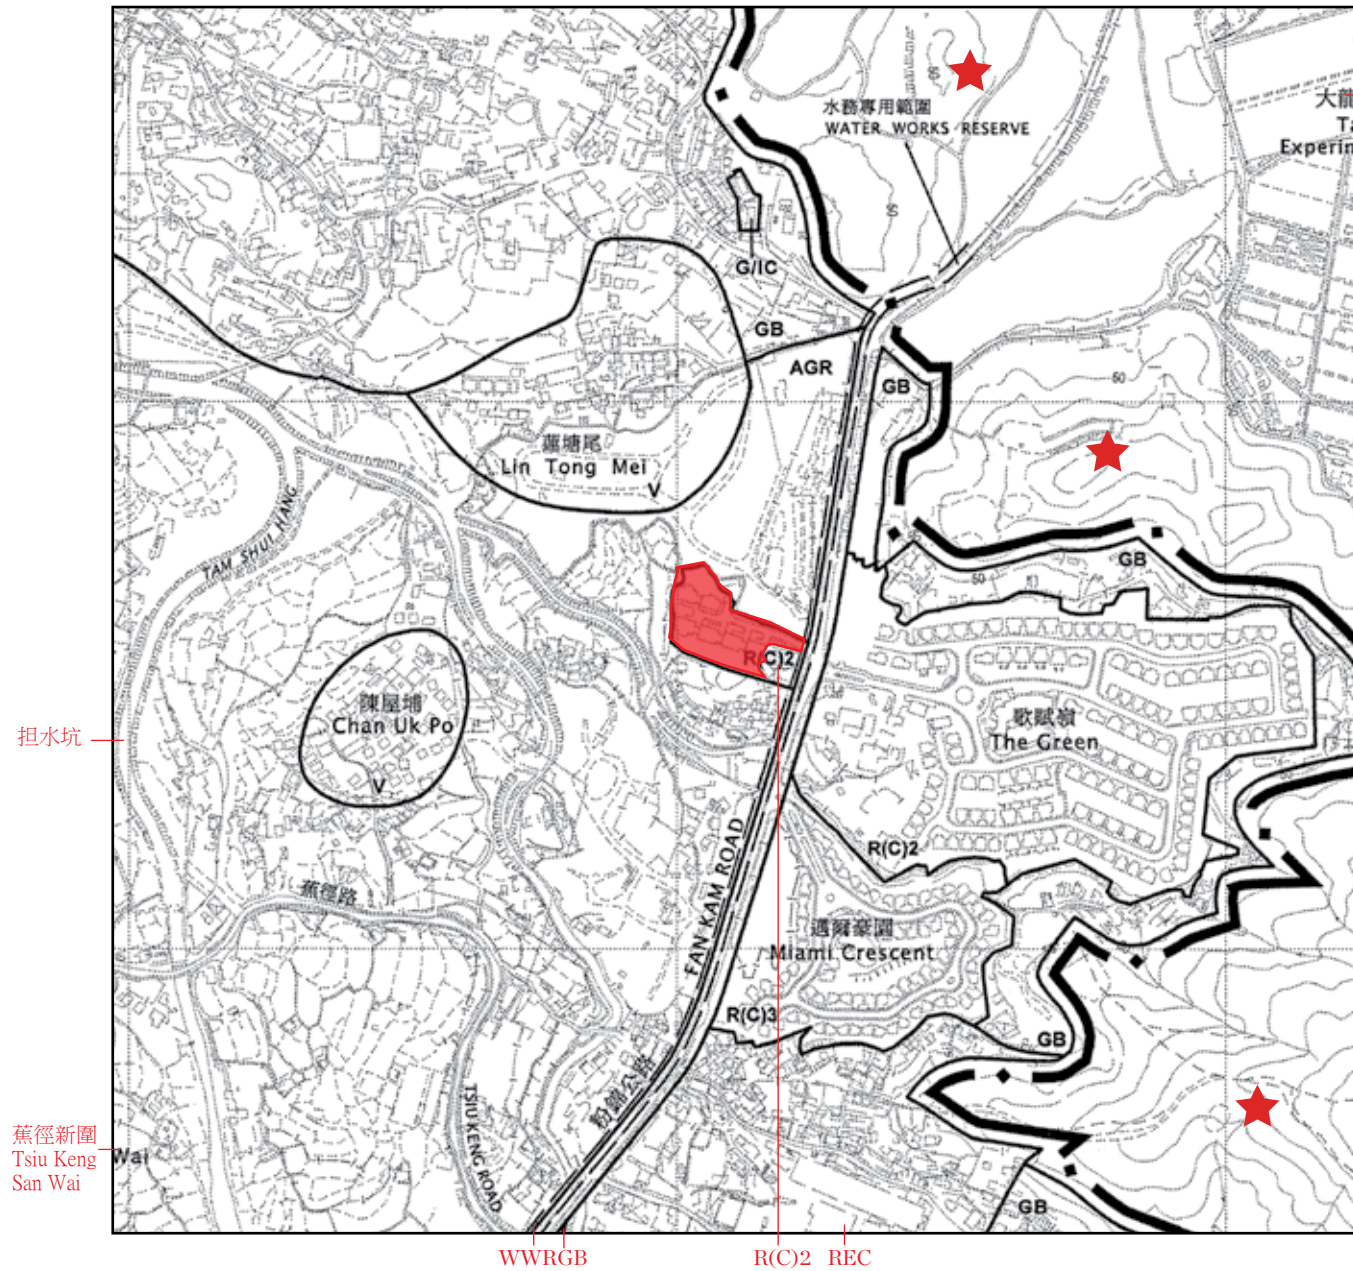 水務專用範圍
WATER WORKS RESERVE
50
50
大龍
Ta
Experin
G/IC
GB
AGR
GB
50
蓮塘尾
Lin Tong Mei
V
TAM SHUI HANG
GB
50
R(C)2
陳屋埔
Chan Uk Po
V
歌賦嶺
The Green
担水坑
FAN KAM ROAD
R(C)2
蕉徑路
邁爾豪園
Miami Crescent
R(C)3
GB
粉錦公路
TSIU KENG ROAD
蕉徑新圍
Tsiu Keng
San Wai
Wai
GB
WWRGB
R(C)2
REC